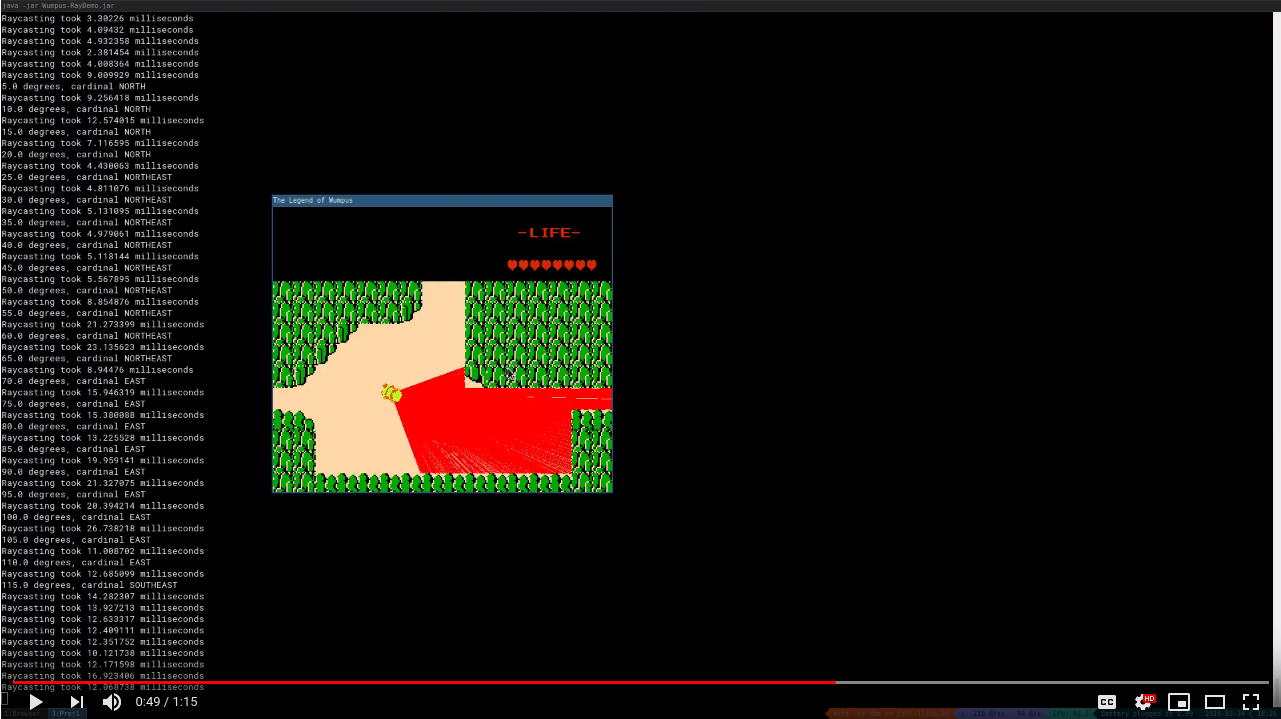 java -jar Wumpus-RayDemo.jar
Raycasting took 3.30226 milliseconds
Raycasting took 4.09432 milliseconds
Raycasting took 4.932358 milliseconds
Raycasting took 2.381454 milliseconds
Raycasting took 4.008364 milliseconds
Raycasting took 9.009929 milliseconds
5.0 degrees, cardinal NORTH
Raycasting took 9.256418 milliseconds
10.0 degrees, cardinal NORTH
Raycasting took 12.574015 milliseconds
15.0 degrees, cardinal NORTH
Raycasting took 7.116595 milliseconds
20.0 degrees, cardinal NORTH
Raycasting took 4.430063 milliseconds
25.0 degrees, cardinal NORTHEAST
Raycasting took 4.811076 milliseconds
30.0 degrees, cardinal NORTHEAST
Raycasting took 5.131095 milliseconds
35.0 degrees, cardinal NORTHEAST
Raycasting took 4.979061 milliseconds
40.0 degrees, cardinal NORTHEAST
Raycasting took 5.118144 milliseconds
45.0 degrees, cardinal NORTHEAST
Raycasting took 5.567895 milliseconds
50.0 degrees, cardinal NORTHEAST
Raycasting took 8.854876 milliseconds
55.0 degrees, cardinal NORTHEAST
Raycasting took 21.273399 milliseconds
60.0 degrees, cardinal NORTHEAST
Raycasting took 23.135623 milliseconds
65.0 degrees, cardinal NORTHEAST
Raycasting took 8.94476 milliseconds
70.0 degrees, cardinal EAST
Raycasting took 15.946319 milliseconds
75.0 degrees, cardinal EAST
Raycasting took 15.380088 milliseconds
80.0 degrees, cardinal EAST
Raycasting took 13.225528 milliseconds
85.0 degrees, cardinal EAST
Raycasting took 19.959141 milliseconds
90.0 degrees, cardinal EAST
Raycasting took 21.327075 milliseconds
95.0 degrees, cardinal EAST
Raycasting took 20.394214 milliseconds
100.0 degrees, cardinal EAST
Raycasting took 26.738218 milliseconds
105.0 degrees, cardinal EAST
Raycasting took 11.008702 milliseconds
110.0 degrees, cardinal EAST
Raycasting took 12.685099 milliseconds
115.0 degrees, cardinal SOUTHEAST
Raycasting took 14.282307 milliseconds
Raycasting took 13.927213 milliseconds
Raycasting took 12.633317 milliseconds
Raycasting took 12.409111 milliseconds
Raycasting took 12.351752 milliseconds
Raycasting took 10.121738 milliseconds
Raycasting took 12.171598 milliseconds
Raycasting took 16.923406 milliseconds
Raycasting took 12.068738 milliseconds
The Legend of Wumpus
-LIFE-
0:49 / 1:15
CC
HD
1:Browser
3:Proj1